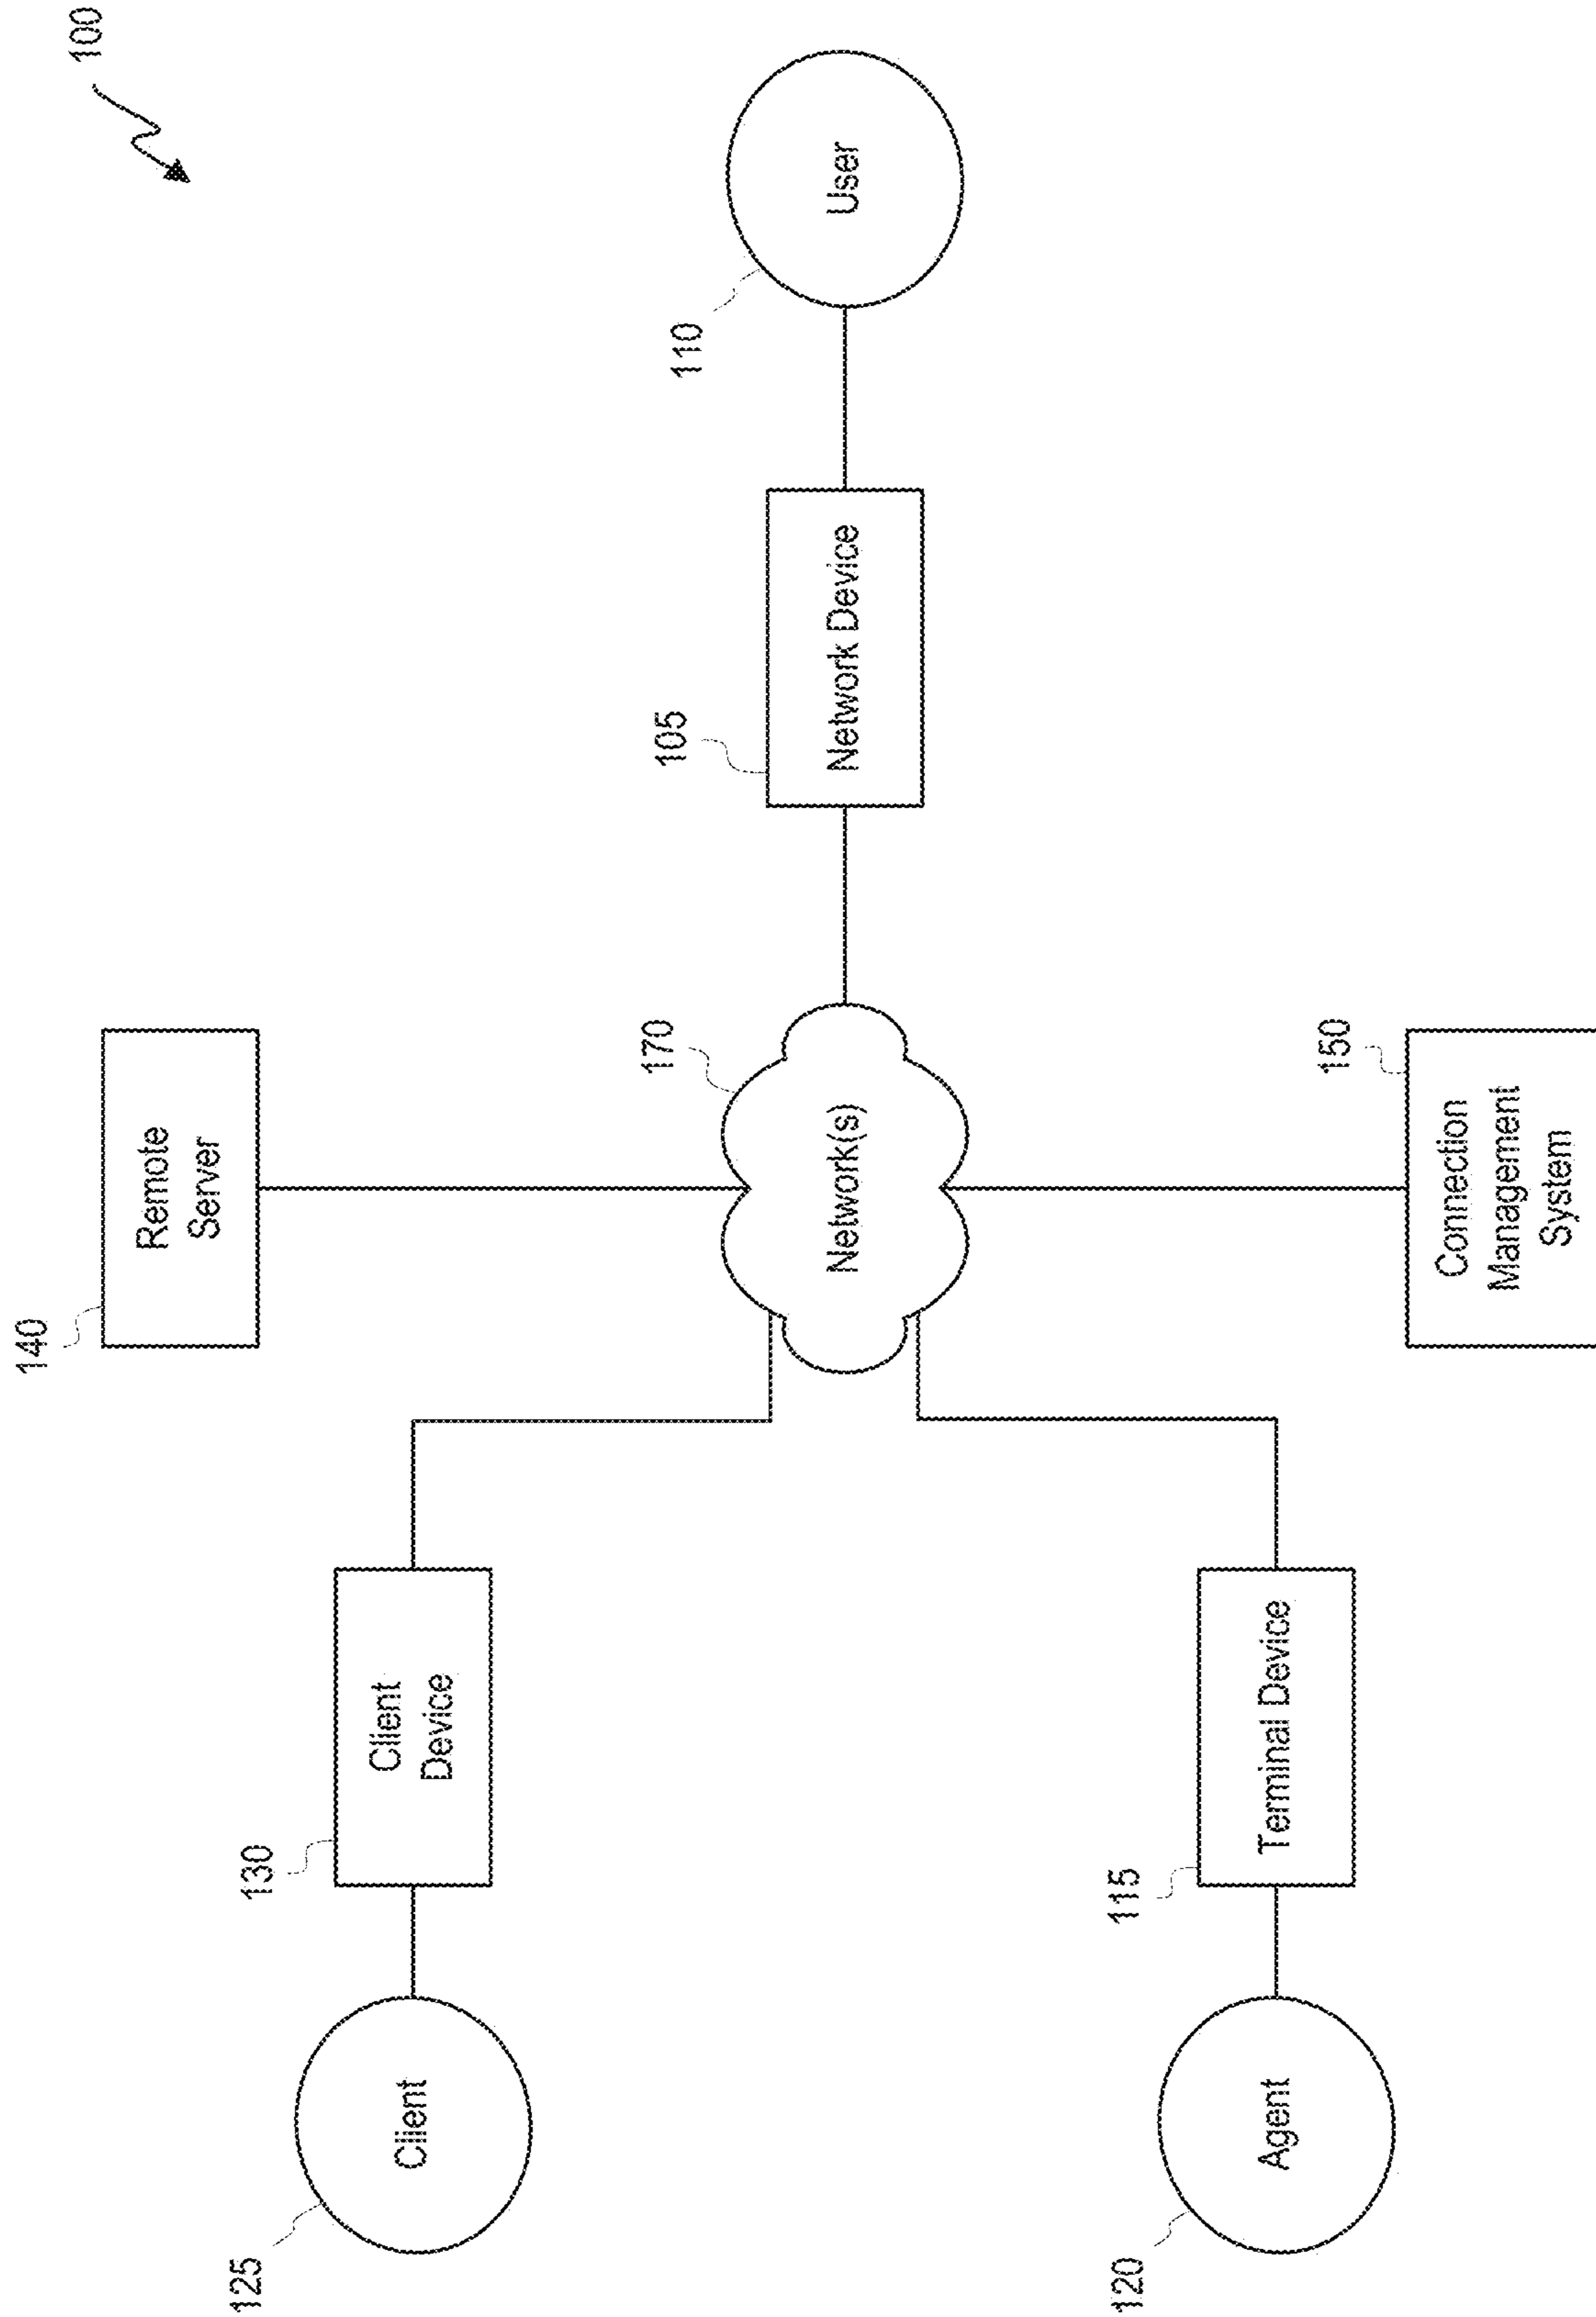 100
140
Remote
Server
125
Client
130
Client
Device
170
Network(s)
105
Network Device
110
User
120
Agent
115
Terminal Device
150
Connection
Management
System